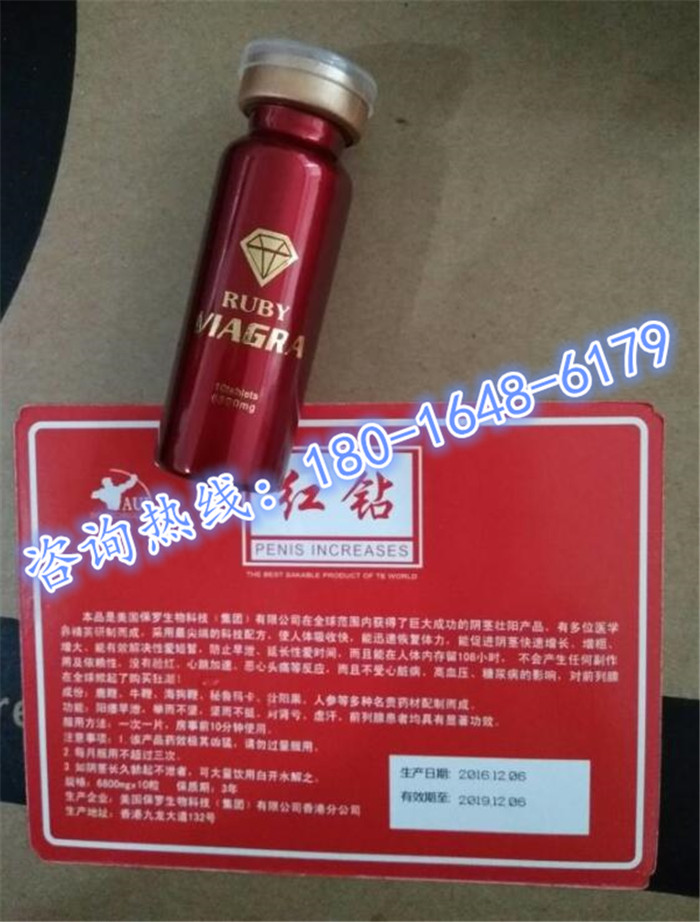 RUBY
VIAGRA
10tablets
6800mg
咨询热线：180-1648-6179
红 钻
PENIS INCREASES
THE BEST SAKABLE PRODUCT OF TE WORLD
本品是美国保罗生物科技（集团）有限公司在全球范围内获得了巨大成功的阴茎壮阳产品，有多位医学
界精英研制而成，采用最尖端的科技配方，使人体吸收快，能迅速恢复体力，能促进阴茎快速增长、增粗、
增大、能有效解决性爱短暂，防止早泄、延长性爱时间，而且能在人体内存留108小时， 不会产生任何副作
用及依赖性，没有脸红、心跳加速、恶心头痛等反应，而且不受心脏病，高血压、糖尿病的影响，对前列腺
在全球掀起了购买狂潮！
成份：鹿鞭、牛鞭、海狗鞭、秘鲁玛卡、壮阳果、人参等多种名贵药材配制而成。
功能：阳痿早泄，举而不坚，坚而不挺，对肾亏，虚汗，前列腺患者均具有显著功效。
服用方法：一次一片，房事前10分钟使用。
注意事项：1.该产品药效极其凶猛，请勿过量服用。
2 每月服用不超过三次．
3 如阴茎长久勃起不泄者，可大量饮用白开水解之。
规格：6800mg×10粒 保质期：3年
生产企业：美国保罗生物科技（集团）有限公司香港分公司
生产地址：香港九龙大道132号
生产日期: 2016.12.06
有效期至: 2019.12.06